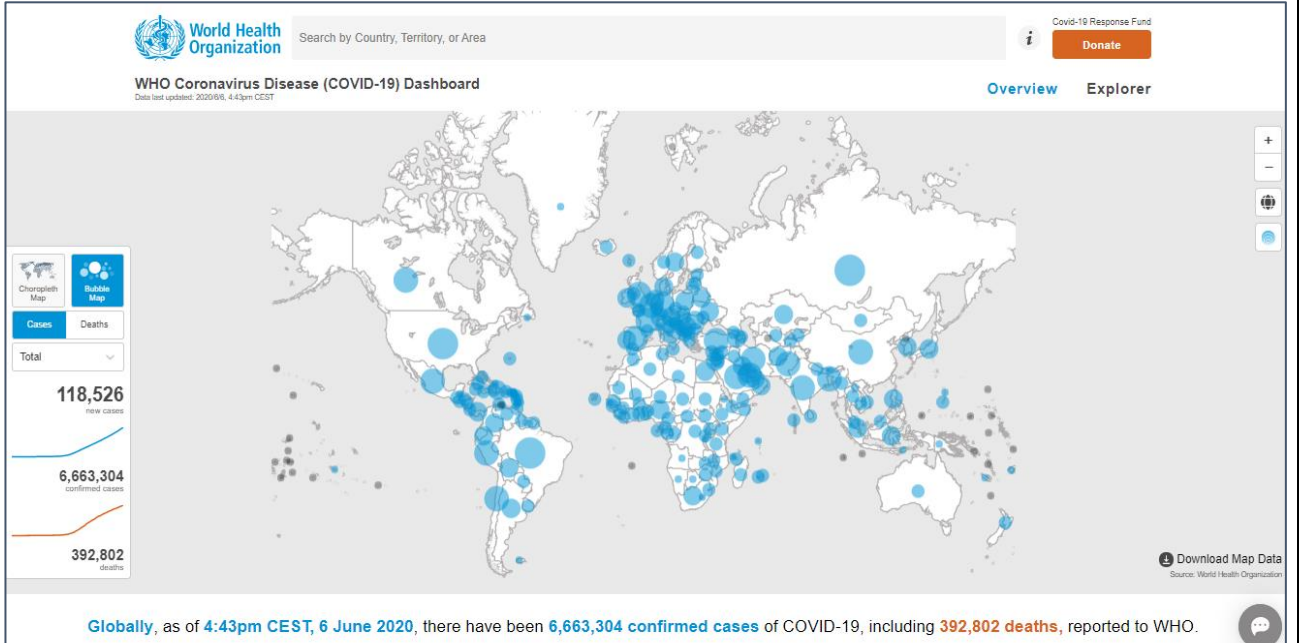 World Health
Organization
Search by Country, Territory, or Area
i
Covid-19 Response Fund
Donate
WHO Coronavirus Disease (COVID-19) Dashboard
Data last updated: 2020/6/6, 4:43pm CEST
Overview
Explorer
+
−
Choropleth
Map
Bubble
Map
Cases
Deaths
Total
118,526
new cases
6,663,304
confirmed cases
392,802
deaths
Download Map Data
Source: World Health Organization
Globally, as of 4:43pm CEST, 6 June 2020, there have been 6,663,304 confirmed cases of COVID-19, including 392,802 deaths, reported to WHO.